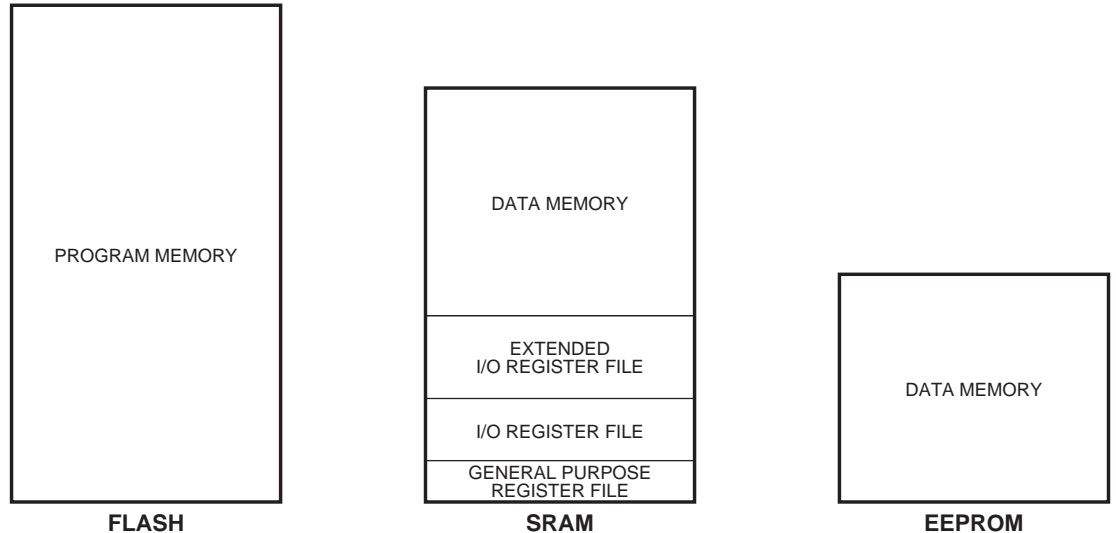 PROGRAM MEMORY
FLASH
DATA MEMORY
EXTENDED
I/O REGISTER FILE
I/O REGISTER FILE
GENERAL PURPOSE
REGISTER FILE
SRAM
DATA MEMORY
EEPROM